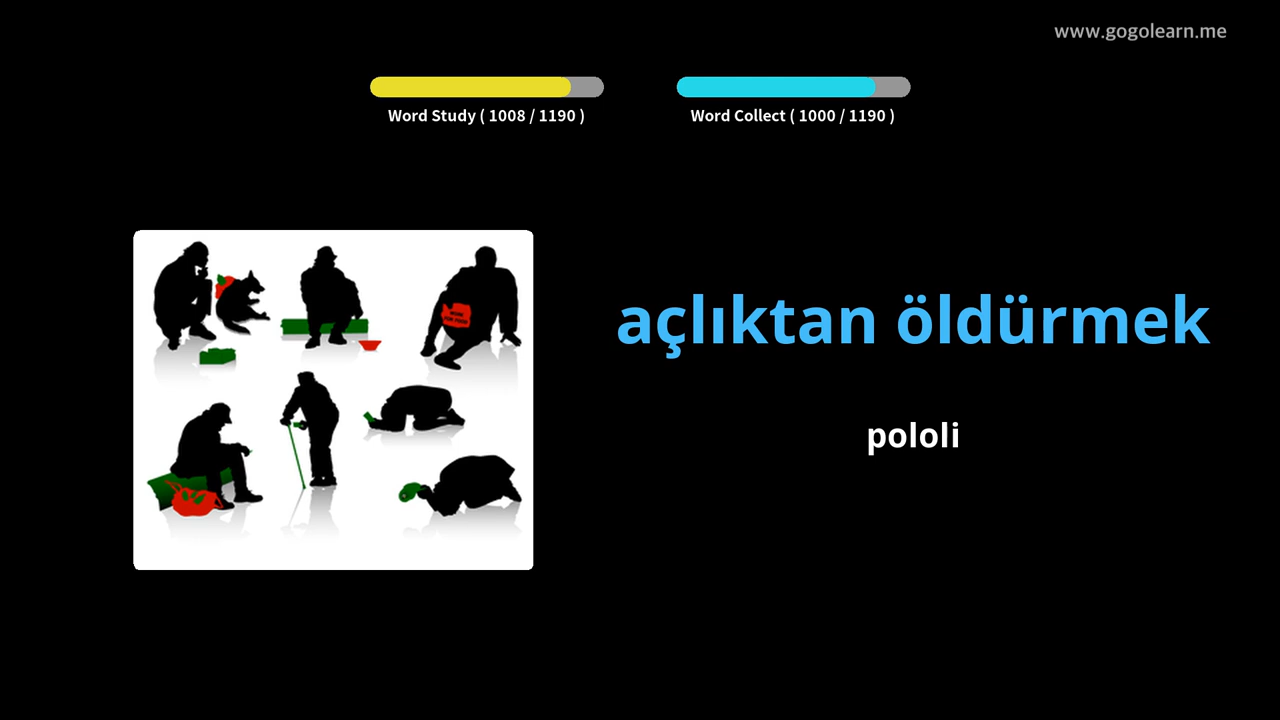 www.gogolearn.me
Word Study ( 1008 / 1190 )
Word Collect ( 1000 / 1190 )
açlıktan öldürmek
pololi